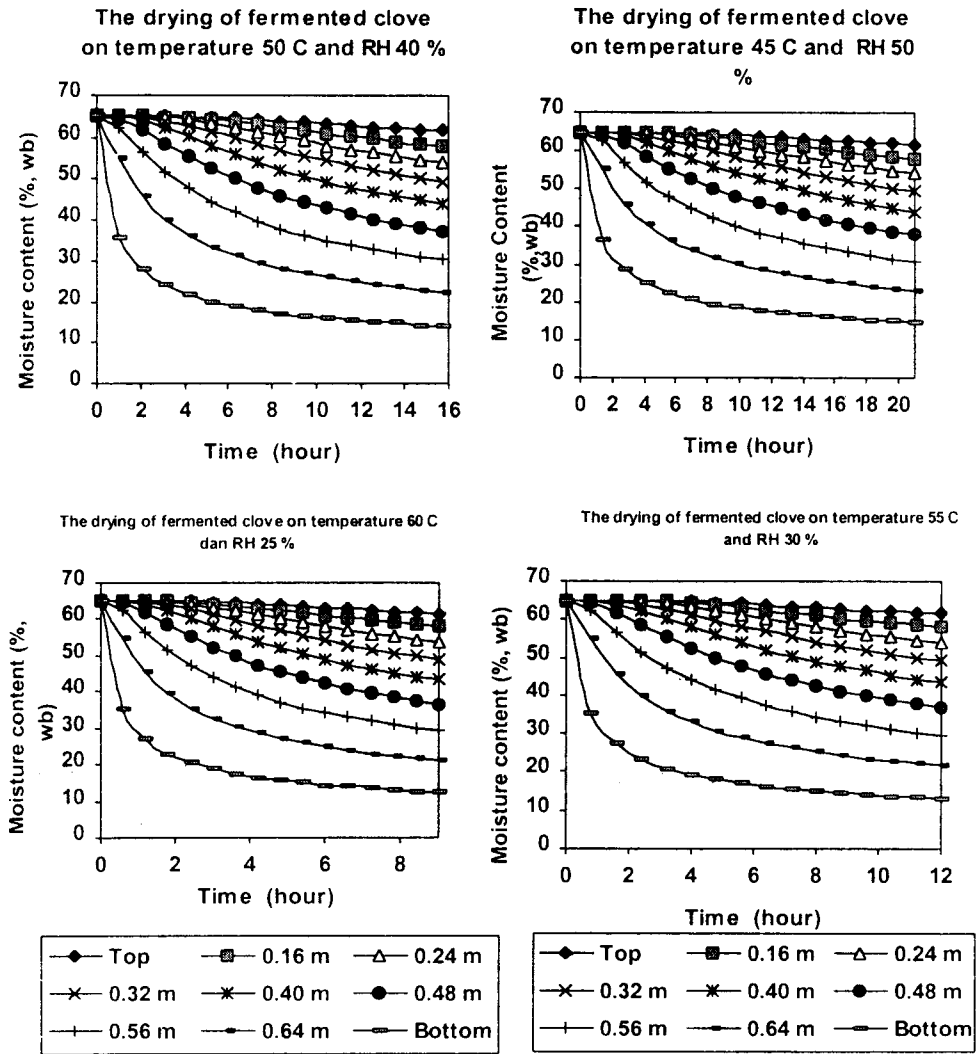 The drying of fermented clove
on temperature 50 C and RH 40 %
70
60
50
40
30
20
10
0
Moisture content (%, wb)
0 2 4 6 8 10 12 14 16
Time (hour)
The drying of fermented clove
on temperature 45 C and RH 50
%
70
60
50
40
30
20
10
0
Moisture Content
(%,wb)
0 2 4 6 8 10 12 14 16 18 20
Time (hour)
The drying of fermented clove on temperature 60 C
dan RH 25 %
70
60
50
40
30
20
10
0
Moisture content (%,
wb)
0 2 4 6 8
Time (hour)
The drying of fermented clove on temperature 55 C
and RH 30 %
70
60
50
40
30
20
10
0
Moisture content (%, wb)
0 2 4 6 8 10 12
Time (hour)
Top 0.16 m 0.24 m
0.32 m 0.40 m 0.48 m
0.56 m 0.64 m Bottom
Top 0.16 m 0.24 m
0.32 m 0.40 m 0.48 m
0.56 m 0.64 m Bottom